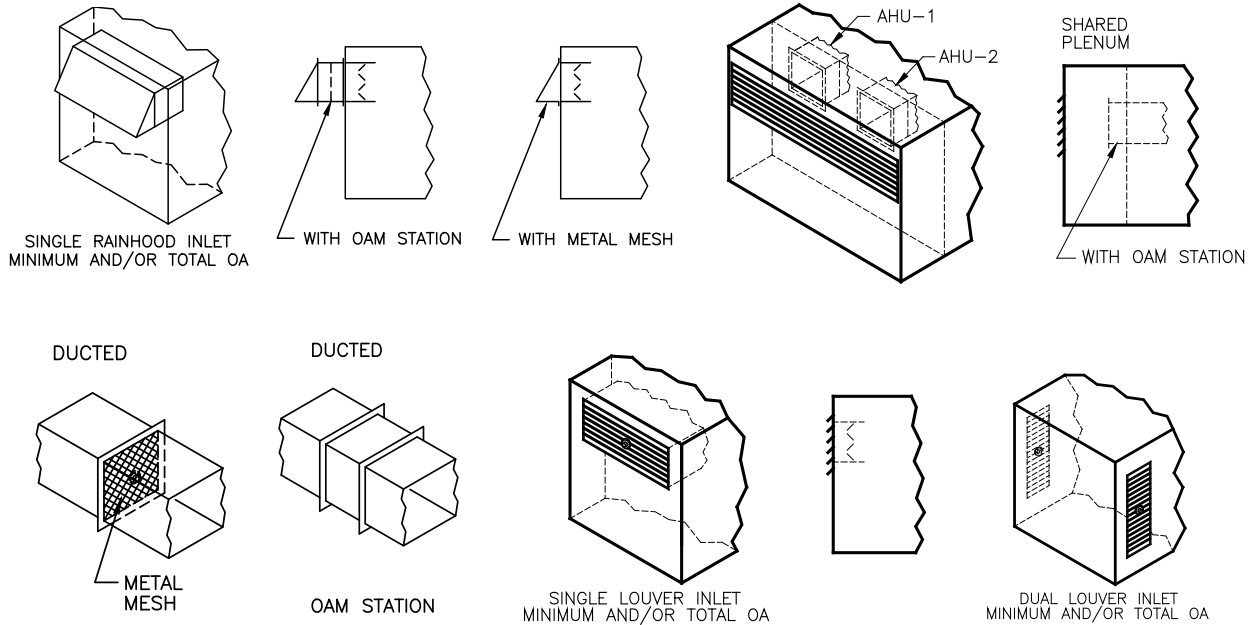 AHU-1
AHU-2
SHARED
PLENUM
SINGLE RAINHOOD INLET
MINIMUM AND/OR TOTAL OA
WITH OAM STATION
WITH METAL MESH
WITH OAM STATION
DUCTED
METAL
MESH
DUCTED
OAM STATION
SINGLE LOUVER INLET
MINIMUM AND/OR TOTAL OA
DUAL LOUVER INLET
MINIMUM AND/OR TOTAL OA